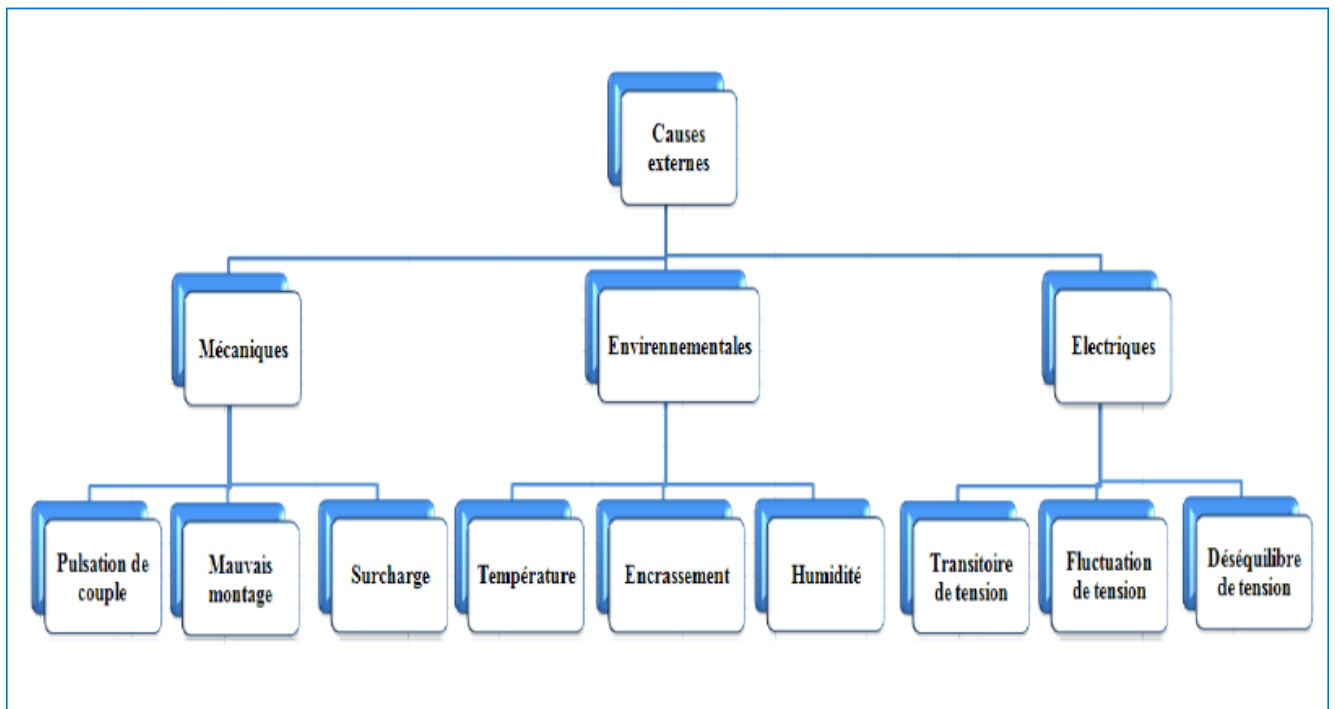 Causes
externes
Mécaniques
Envirennementales
Electriques
Pulsation de
couple
Mauvais
montage
Surcharge
Température
Encrassement
Humidité
Transitoire
de tension
Fluctuation
de tension
Déséquilibre
de tension